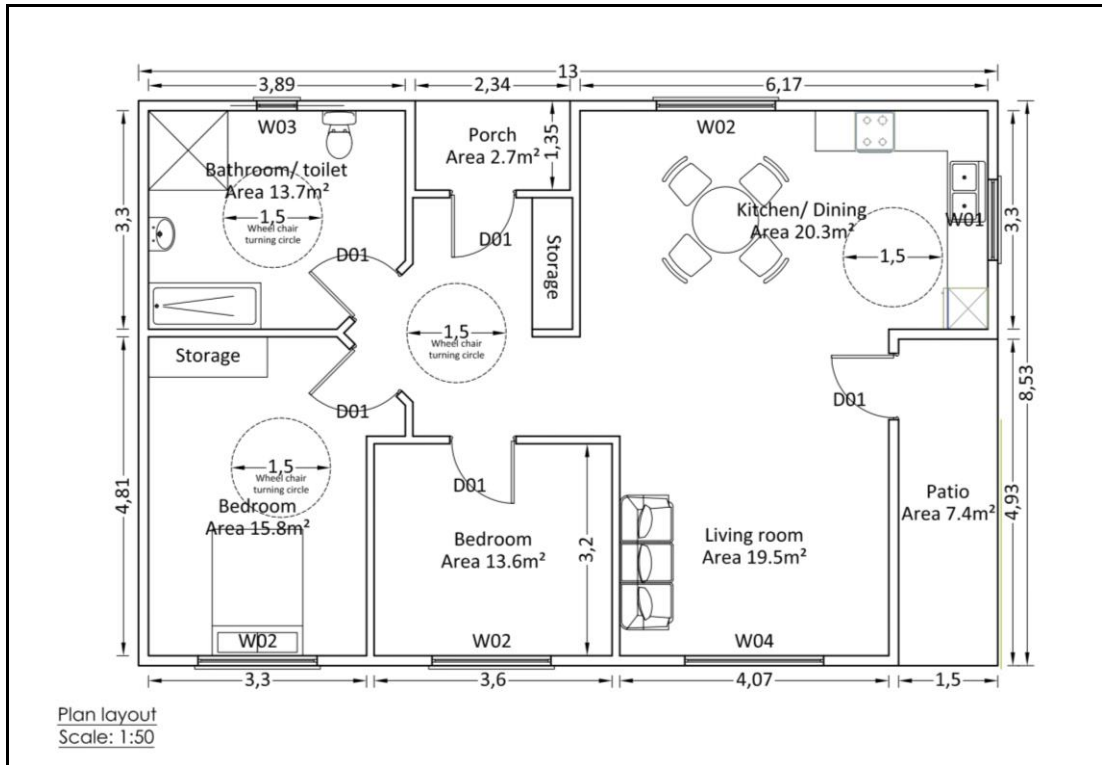 13
3,89
2,34
6,17
W03
Porch
Area 2.7m²
1,35
W02
Bathroom/ toilet
Area 13.7m²
1,5
Wheel chair
turning circle
3,3
D01
D01
Storage
Kitchen/ Dining
Area 20.3m²
W01
1,5
3,3
1,5
Wheel chair
turning circle
Storage
D01
D01
8,53
1,5
Wheel chair
turning circle
4,81
Bedroom
Area 15.8m²
W02
D01
Bedroom
Area 13.6m²
3,2
W02
Living room
Area 19.5m²
W04
Patio
Area 7.4m²
4,93
3,3
3,6
4,07
1,5
Plan layout
Scale: 1:50